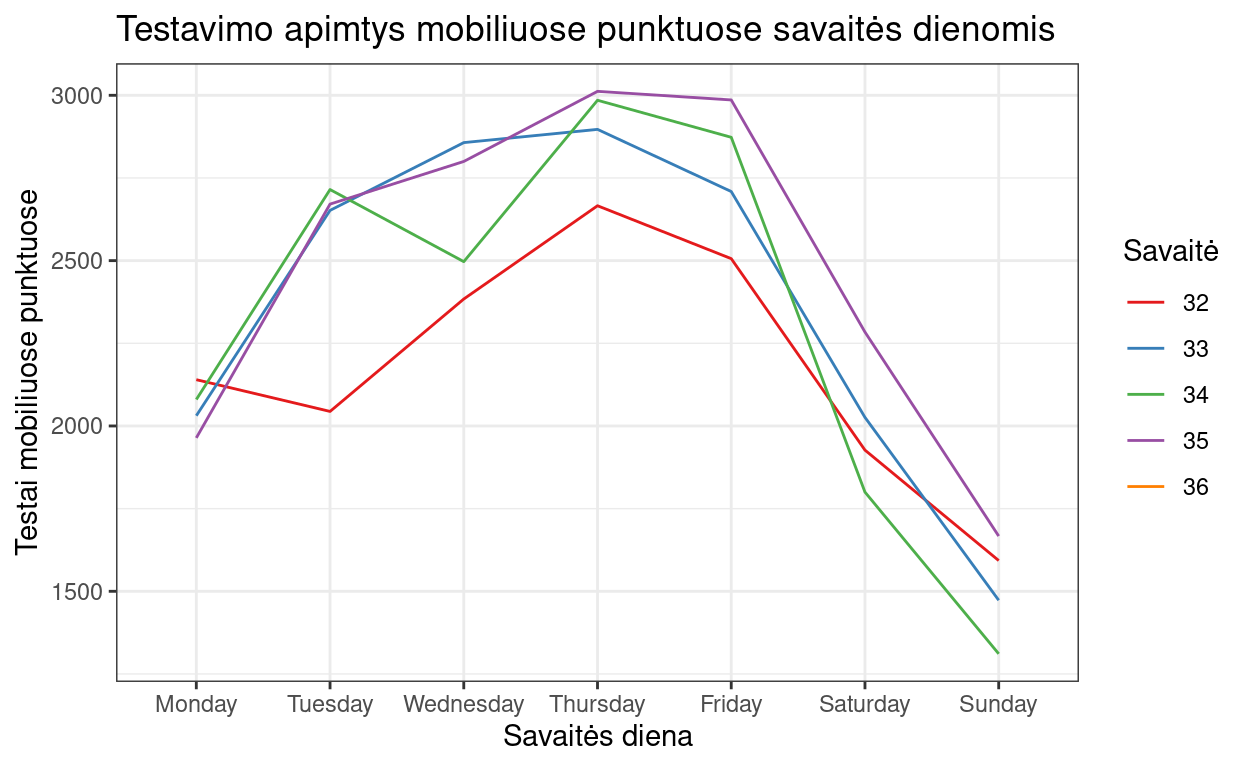 Testavimo apimtys mobiliuose punktuose savaitės dienomis
Testai mobiliuose punktuose
3000
2500
2000
1500
Monday Tuesday Wednesday Thursday Friday Saturday Sunday
Savaitės diena
Savaitė
32
33
34
35
36